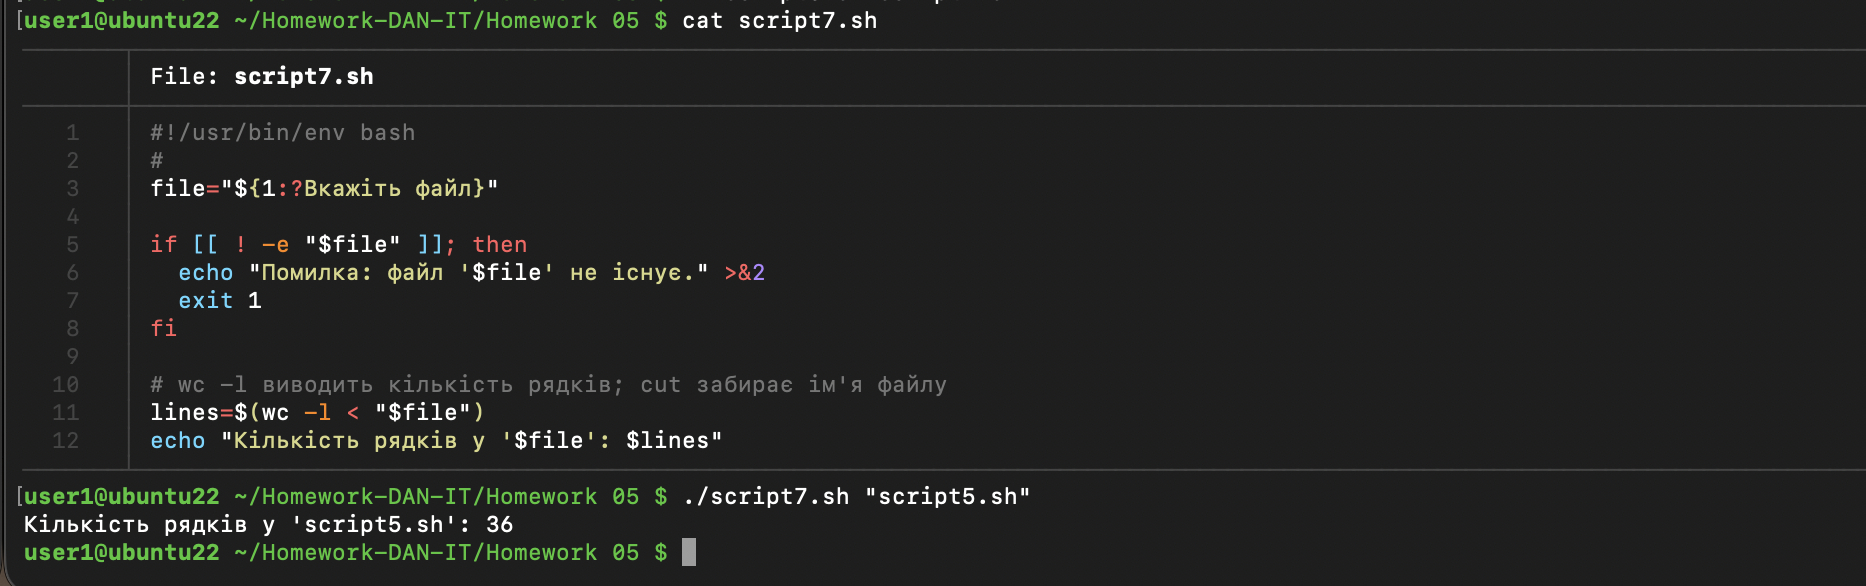 [user1@ubuntu22 ~/Homework-DAN-IT/Homework 05 $ cat script7.sh
File: script7.sh
1 #!/usr/bin/env bash
2 #
3 file="${1:?Вкажіть файл}"
4
5 if [[ ! -e "$file" ]]; then
6 echo "Помилка: файл '$file' не існує." >&2
7 exit 1
8 fi
9
10 # wc -l виводить кількість рядків; cut забирає ім'я файлу
11 lines=$(wc -l < "$file")
12 echo "Кількість рядків у '$file': $lines"
[user1@ubuntu22 ~/Homework-DAN-IT/Homework 05 $ ./script7.sh "script5.sh"
Кількість рядків у 'script5.sh': 36
user1@ubuntu22 ~/Homework-DAN-IT/Homework 05 $